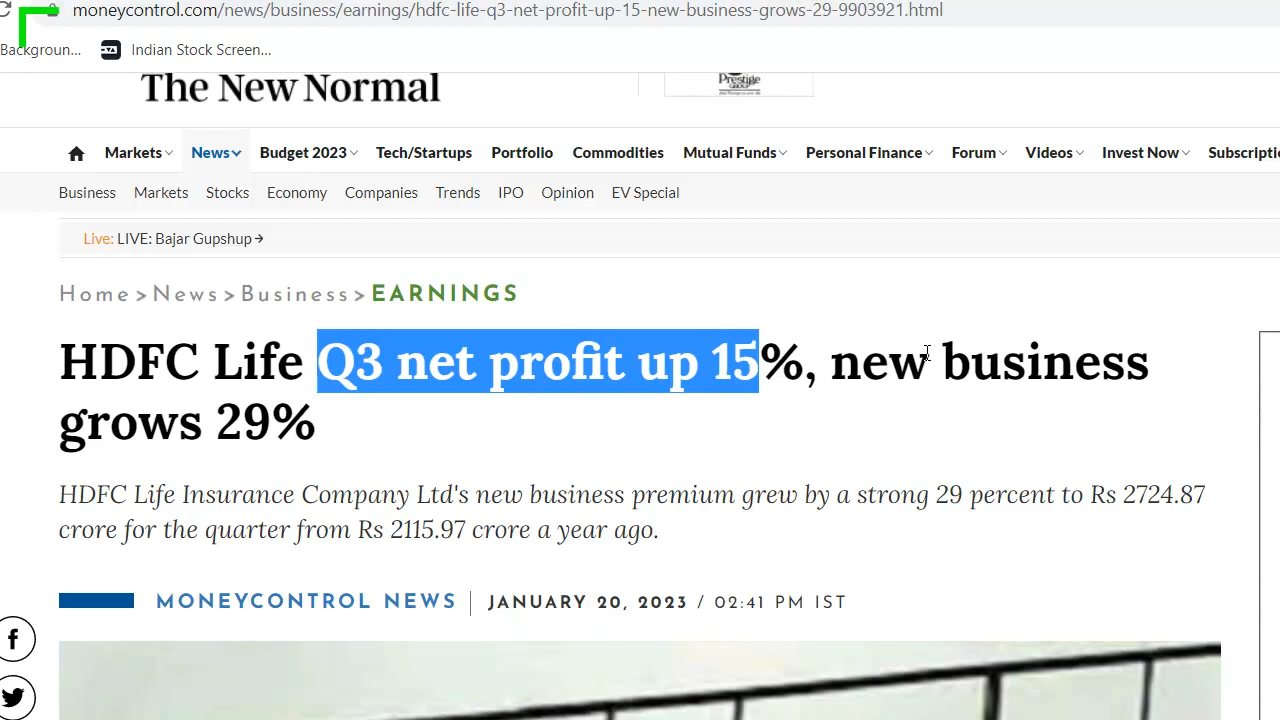 moneycontrol.com/news/business/earnings/hdfc-life-q3-net-profit-up-15-new-business-grows-29-9903921.html
Backgroun... Indian Stock Screen...
The New Normal
Prestige
GROUP
Markets News Budget 2023 Tech/Startups Portfolio Commodities Mutual Funds Personal Finance Forum Videos Invest Now Subscripti
Business Markets Stocks Economy Companies Trends IPO Opinion EV Special
Live: LIVE: Bajar Gupshup →
Home > News > Business > EARNINGS
HDFC Life Q3 net profit up 15%, new business
grows 29%
HDFC Life Insurance Company Ltd's new business premium grew by a strong 29 percent to Rs 2724.87
crore for the quarter from Rs 2115.97 crore a year ago.
MONEYCONTROL NEWS JANUARY 20, 2023 / 02:41 PM IST